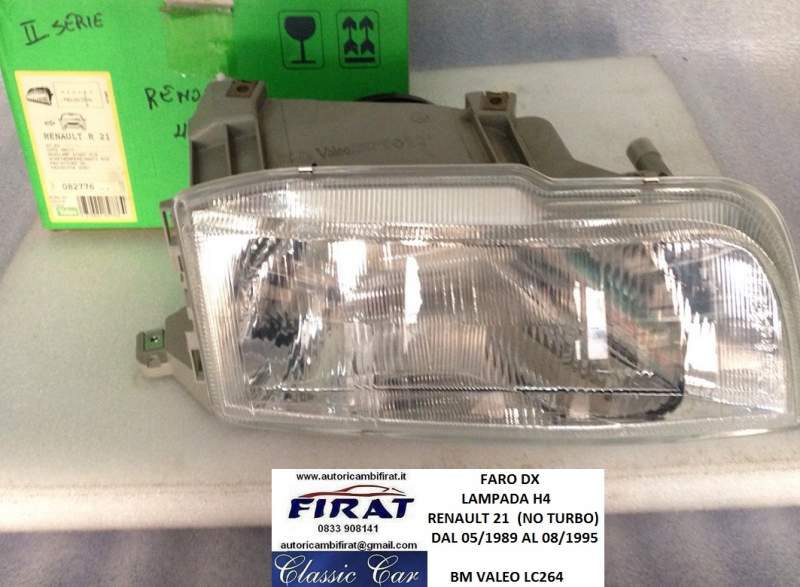 II SERIE
RENO
RENAULT R 21
082776
Valeo
www.autoricambifirat.it
FIRAT
0833 908141
autoricambifirat@gmail.com
Classic Car
FARO DX
LAMPADA H4
RENAULT 21 (NO TURBO)
DAL 05/1989 AL 08/1995
BM VALEO LC264